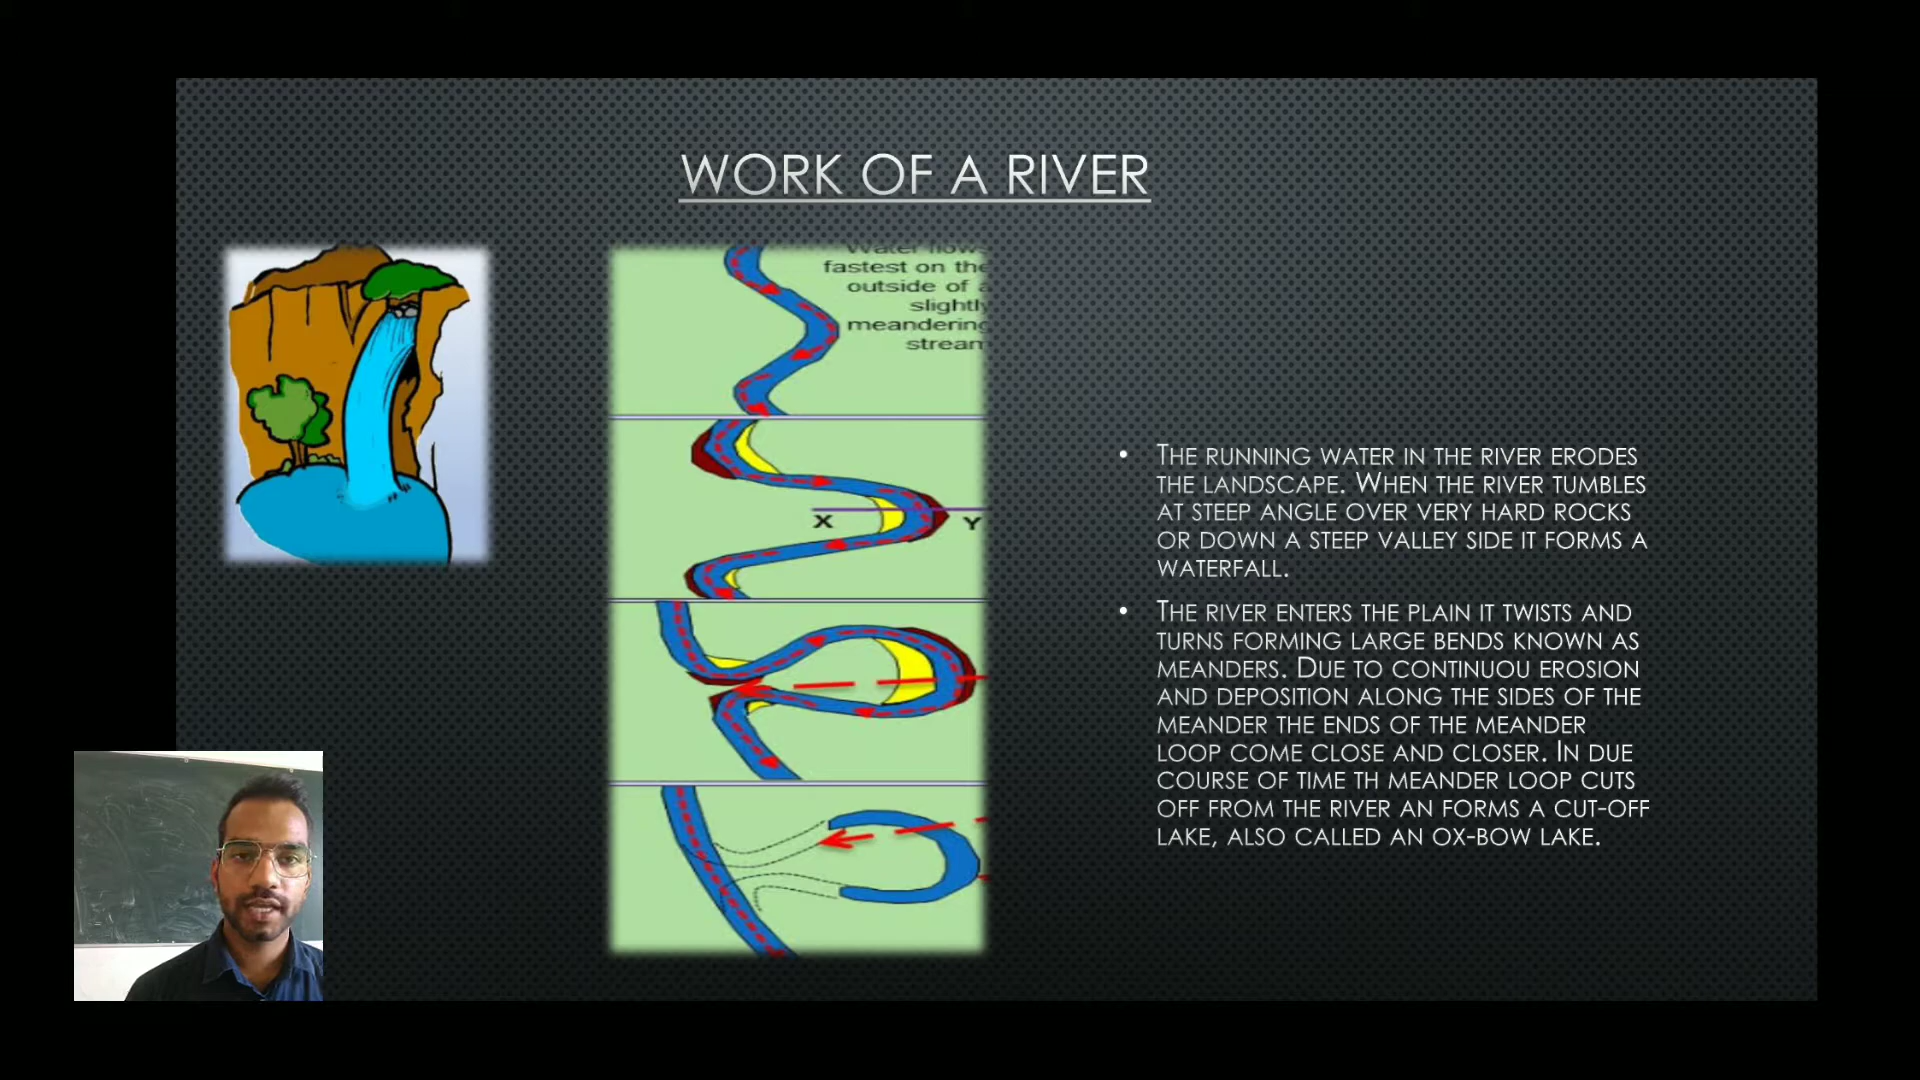 WORK OF A RIVER
Water flows
fastest on the
outside of a
slightly
meandering
stream
X Y
• THE RUNNING WATER IN THE RIVER ERODES
THE LANDSCAPE. WHEN THE RIVER TUMBLES
AT STEEP ANGLE OVER VERY HARD ROCKS
OR DOWN A STEEP VALLEY SIDE IT FORMS A
WATERFALL.
• THE RIVER ENTERS THE PLAIN IT TWISTS AND
TURNS FORMING LARGE BENDS KNOWN AS
MEANDERS. DUE TO CONTINUOU EROSION
AND DEPOSITION ALONG THE SIDES OF THE
MEANDER THE ENDS OF THE MEANDER
LOOP COME CLOSE AND CLOSER. IN DUE
COURSE OF TIME TH MEANDER LOOP CUTS
OFF FROM THE RIVER AN FORMS A CUT-OFF
LAKE, ALSO CALLED AN OX-BOW LAKE.